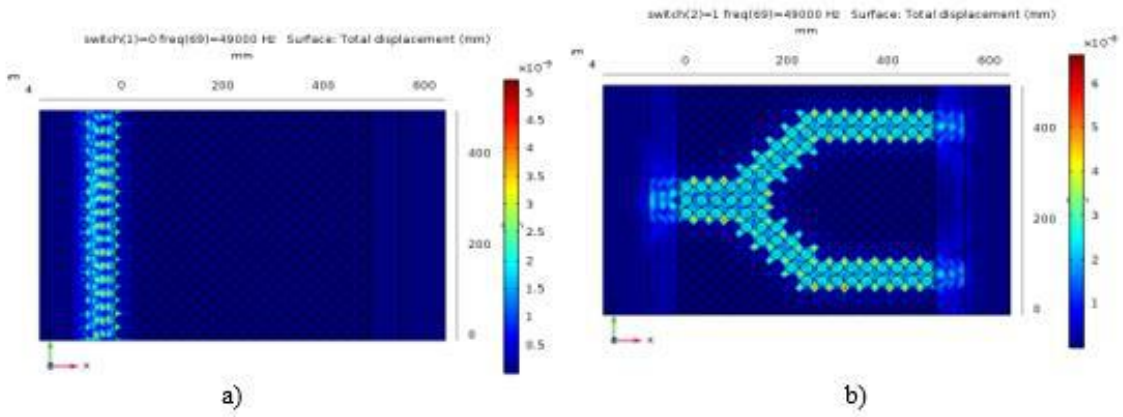 switch(1)=0 freq(69)=49000 Hz Surface: Total displacement (mm)
mm
m
4
0 200 400 600
×10⁻⁹
5
4.5
4
3.5
3
2.5
2
1.5
1
0.5
400
200
0
x
a)
switch(2)=1 freq(69)=49000 Hz Surface: Total displacement (mm)
mm
m
4
0 200 400 600
6
5
4
3
2
1
400
200
0
x
b)